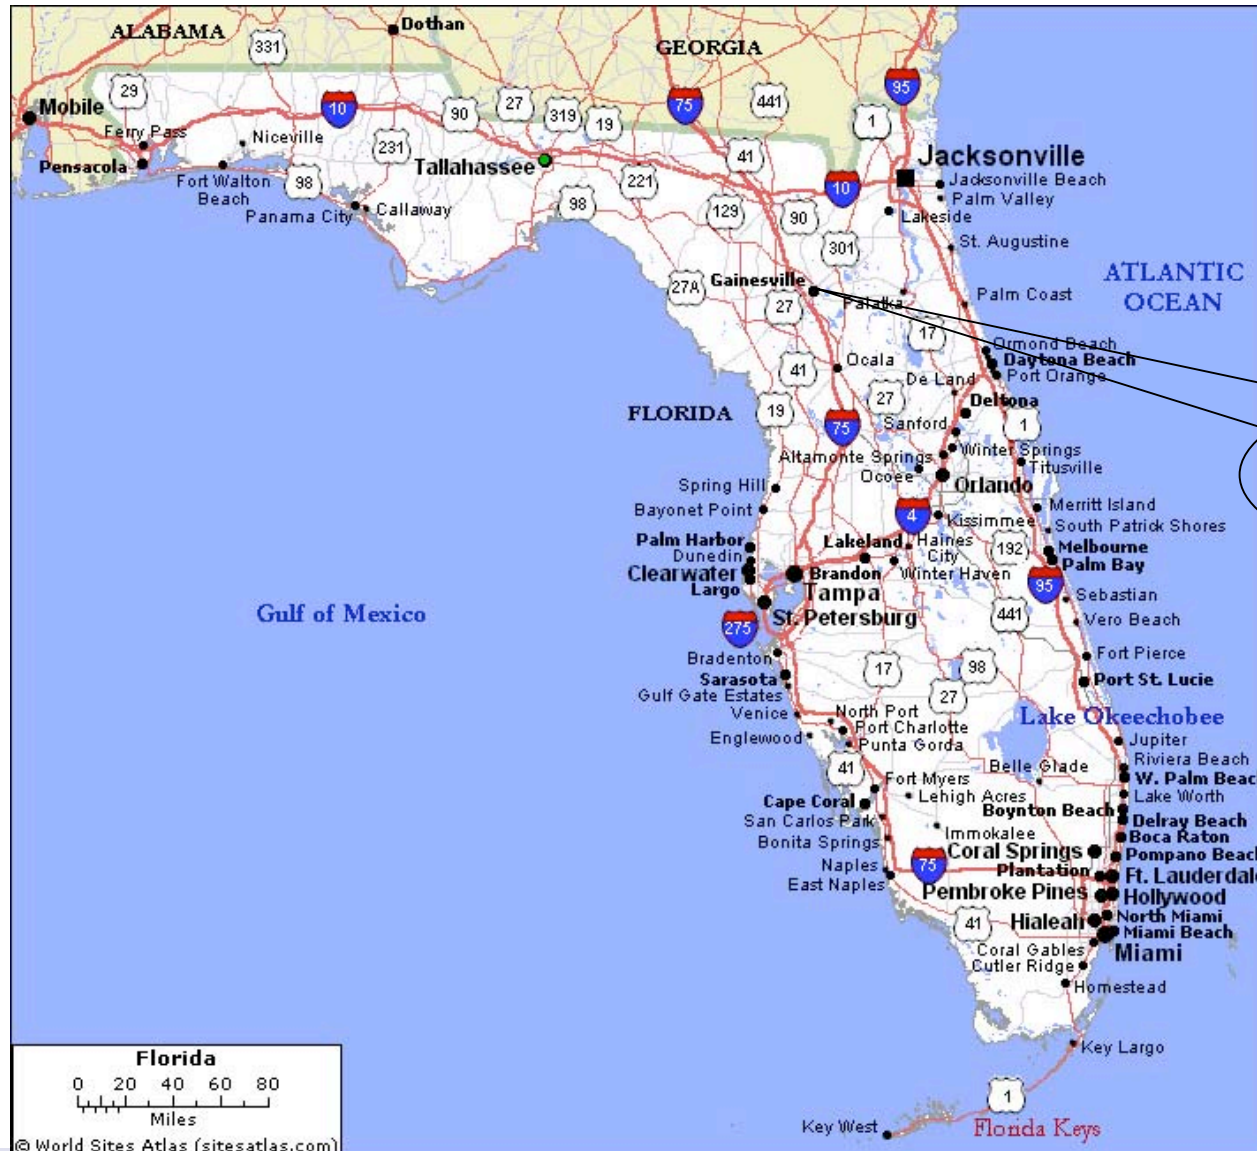 Dothan
ALABAMA
GEORGIA
331
29
10
90
27
319
19
75
441
95
1
Mobile
Ferry Pass
Niceville
231
41
Jacksonville
Pensacola
Tallahassee
10
Jacksonville Beach
Fort Walton
Beach
98
221
Palm Valley
Panama City
Callaway
98
129
90
Lakeside
301
St. Augustine
ATLANTIC
OCEAN
Gainesville
27A
27
Palatka
Palm Coast
17
Ormond Beach
Daytona Beach
Port Orange
41
Ocala
De Land
27
Deltona
FLORIDA
19
75
Sanford
1
Altamonte Springs
Winter Springs
Titusville
Ocoee
Orlando
Spring Hill
Bayonet Point
4
Merritt Island
Kissimmee
South Patrick Shores
Palm Harbor
Lakeland
Haines
City
192
Melbourne
Dunedin
Palm Bay
Clearwater
Brandon
Winter Haven
Largo
Tampa
95
Sebastian
St. Petersburg
441
Vero Beach
Gulf of Mexico
275
Bradenton
17
98
Fort Pierce
Sarasota
Port St. Lucie
Gulf Gate Estates
27
Venice
North Port
Lake Okeechobee
Port Charlotte
Englewood
Punta Gorda
Jupiter
41
Belle Glade
Riviera Beach
Fort Myers
W. Palm Beac
Cape Coral
Lehigh Acres
Lake Worth
Boynton Beach
San Carlos Park
Delray Beach
Immokalee
Bonita Springs
Boca Raton
75
Coral Springs
Pompano Beach
Naples
Plantation
Ft. Lauderdale
East Naples
Pembroke Pines
Hollywood
41
Hialeah
North Miami
Miami Beach
Coral Gables
Miami
Cutler Ridge
Homestead
Key Largo
1
Key West
Florida Keys
Florida
0 20 40 60 80
Miles
© World Sites Atlas (sitesatlas.com)